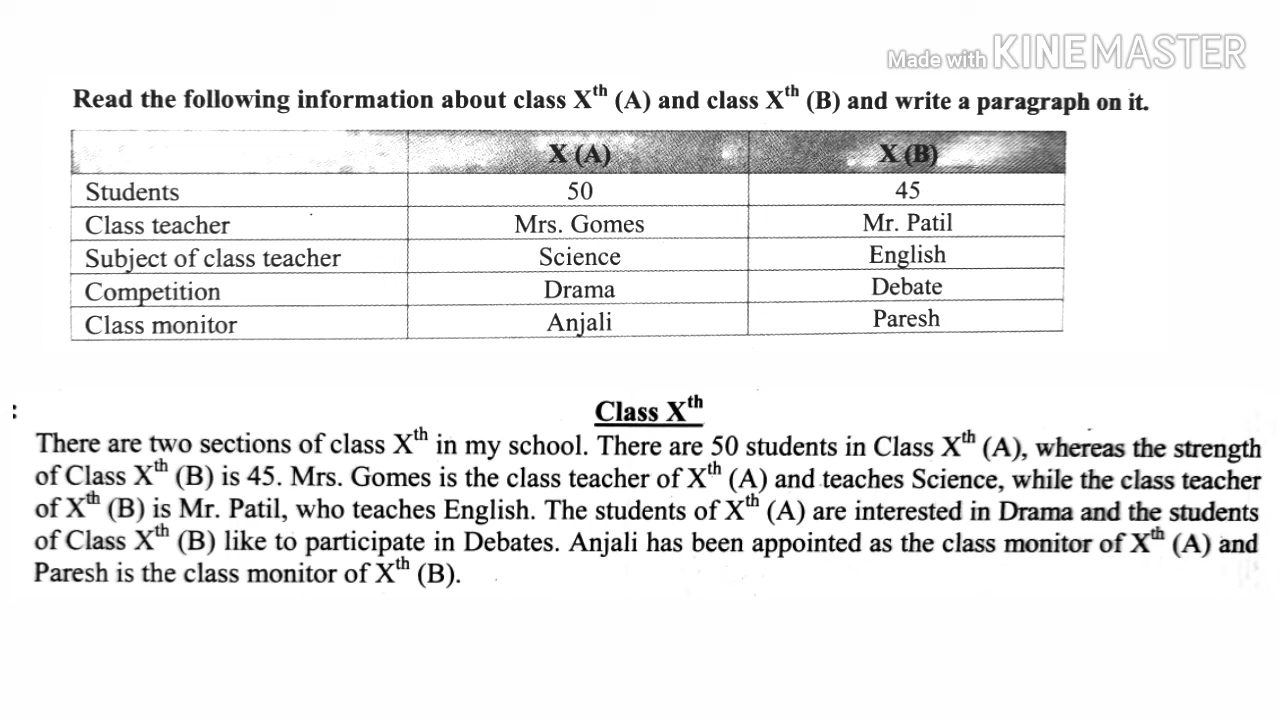 Made with KINEMASTER
Read the following information about class Xth (A) and class Xth (B) and write a paragraph on it.
X (A) X (B)
Students 50 45
Class teacher Mrs. Gomes Mr. Patil
Subject of class teacher Science English
Competition Drama Debate
Class monitor Anjali Paresh
:
Class Xth
There are two sections of class Xth in my school. There are 50 students in Class Xth (A), whereas the strength
of Class Xth (B) is 45. Mrs. Gomes is the class teacher of Xth (A) and teaches Science, while the class teacher
of Xth (B) is Mr. Patil, who teaches English. The students of Xth (A) are interested in Drama and the students
of Class Xth (B) like to participate in Debates. Anjali has been appointed as the class monitor of Xth (A) and
Paresh is the class monitor of Xth (B).